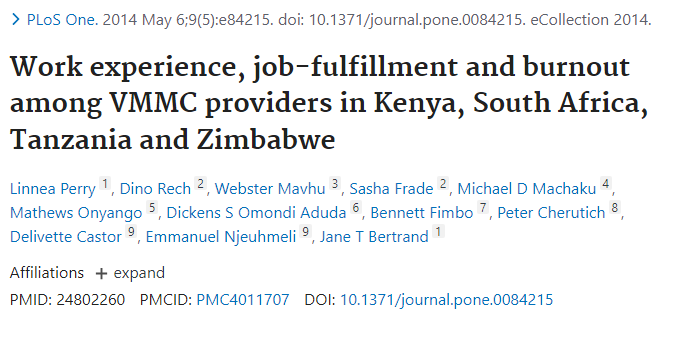 > PLoS One. 2014 May 6;9(5):e84215. doi: 10.1371/journal.pone.0084215. eCollection 2014.
Work experience, job-fulfillment and burnout
among VMMC providers in Kenya, South Africa,
Tanzania and Zimbabwe
Linnea Perry 1, Dino Rech 2, Webster Mavhu 3, Sasha Frade 2, Michael D Machaku 4,
Mathews Onyango 5, Dickens S Omondi Aduda 6, Bennett Fimbo 7, Peter Cherutich 8,
Delivette Castor 9, Emmanuel Njeuhmeli 9, Jane T Bertrand 1
Affiliations + expand
PMID: 24802260 PMCID: PMC4011707 DOI: 10.1371/journal.pone.0084215